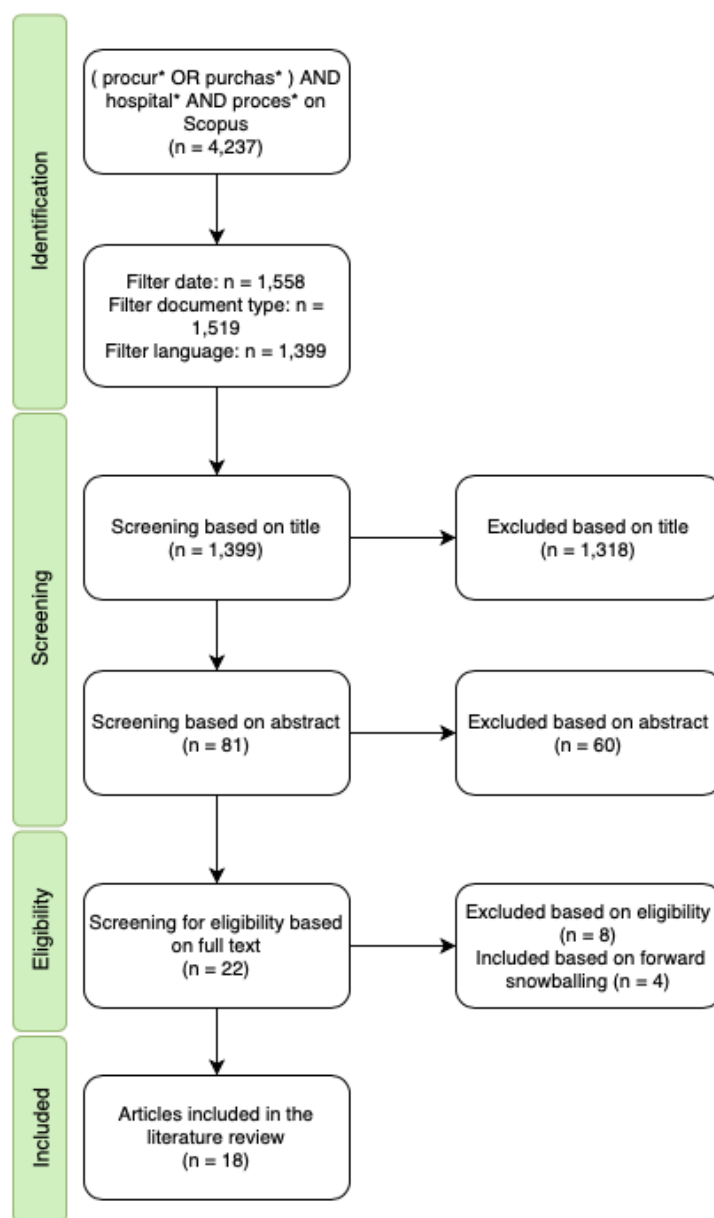 Identification
( procur* OR purchas* ) AND
hospital* AND proces* on
Scopus
(n = 4,237)
Filter date: n = 1,558
Filter document type: n =
1,519
Filter language: n = 1,399
Screening
Screening based on title
(n = 1,399)
Excluded based on title
(n = 1,318)
Screening based on abstract
(n = 81)
Excluded based on abstract
(n = 60)
Eligibility
Screening for eligibility based
on full text
(n = 22)
Excluded based on eligibility
(n = 8)
Included based on forward
snowballing (n = 4)
Included
Articles included in the
literature review
(n = 18)